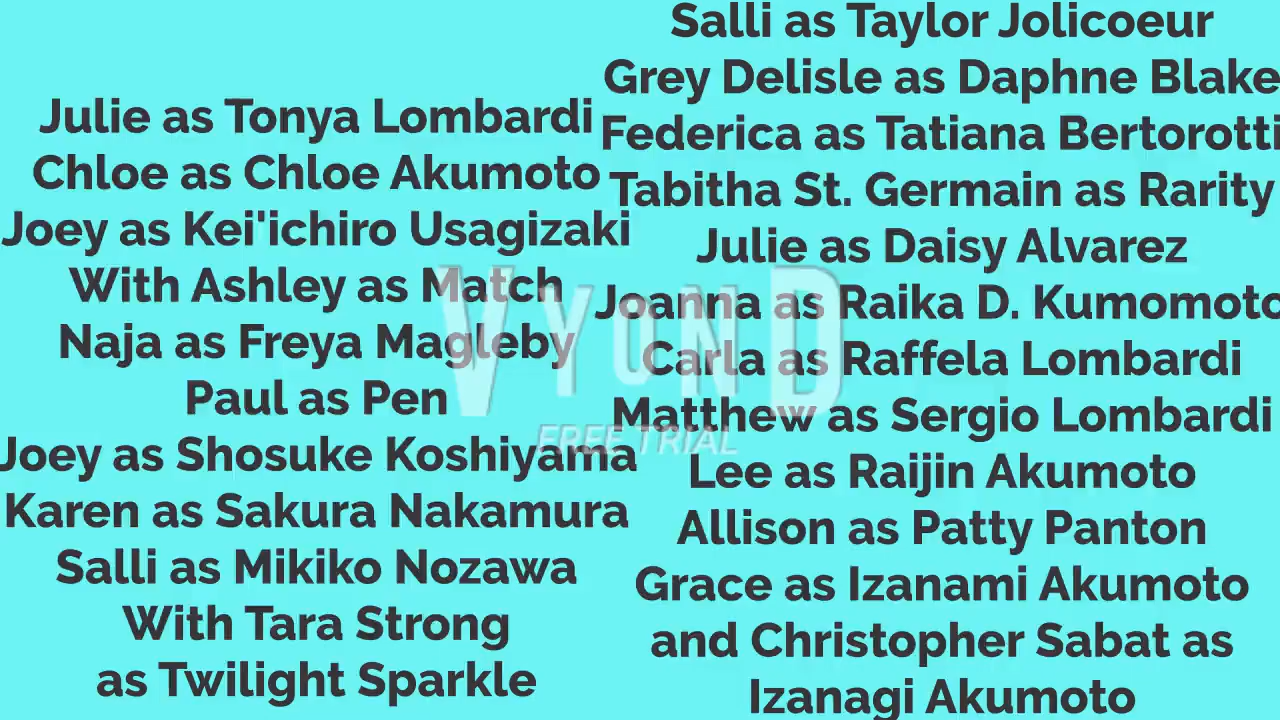 Julie as Tonya Lombardi
Chloe as Chloe Akumoto
Joey as Kei'ichiro Usagizaki
With Ashley as Match
Naja as Freya Magleby
Paul as Pen
Joey as Shosuke Koshiyama
Karen as Sakura Nakamura
Salli as Mikiko Nozawa
With Tara Strong
as Twilight Sparkle
Salli as Taylor Jolicoeur
Grey Delisle as Daphne Blake
Federica as Tatiana Bertorotti
Tabitha St. Germain as Rarity
Julie as Daisy Alvarez
Joanna as Raika D. Kumomoto
Carla as Raffela Lombardi
Matthew as Sergio Lombardi
Lee as Raijin Akumoto
Allison as Patty Panton
Grace as Izanami Akumoto
and Christopher Sabat as
Izanagi Akumoto
VYOND
FREE TRIAL